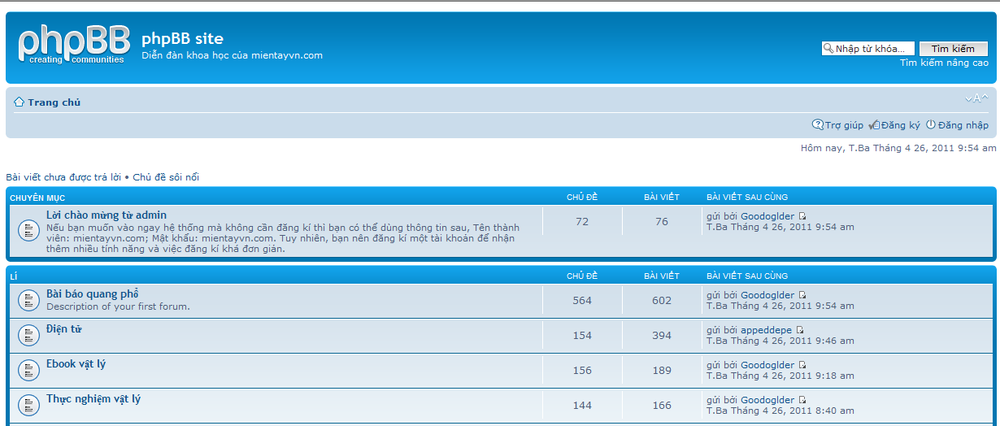 phpBB
creating communities
phpBB site
Diễn đàn khoa học của mientayvn.com
Nhập từ khóa... Tìm kiếm
Tìm kiếm nâng cao
Trang chủ
A
Trợ giúp Đăng ký Đăng nhập
Hôm nay, T.Ba Tháng 4 26, 2011 9:54 am
Bài viết chưa được trả lời • Chủ đề sôi nổi
CHUYÊN MỤC CHỦ ĐỀ BÀI VIẾT BÀI VIẾT SAU CÙNG
Lời chào mừng từ admin
Nếu bạn muốn vào ngay hệ thống mà không cần đăng kí thì bạn có thể dùng thông tin sau, Tên thành
viên: mientayvn.com; Mật khẩu: mientayvn.com. Tuy nhiên, bạn nên đăng kí một tài khoản để nhận
thêm nhiều tính năng và việc đăng kí khá đơn giản.
72 76 gửi bởi Goodoglder
T.Ba Tháng 4 26, 2011 9:54 am
LÍ CHỦ ĐỀ BÀI VIẾT BÀI VIẾT SAU CÙNG
Bài báo quang phổ
Description of your first forum.
564 602 gửi bởi Goodoglder
T.Ba Tháng 4 26, 2011 9:54 am
Điện tử
154 394 gửi bởi appeddepe
T.Ba Tháng 4 26, 2011 9:46 am
Ebook vật lý
156 189 gửi bởi Goodoglder
T.Ba Tháng 4 26, 2011 9:18 am
Thực nghiệm vật lý
144 166 gửi bởi Goodoglder
T.Ba Tháng 4 26, 2011 8:40 am